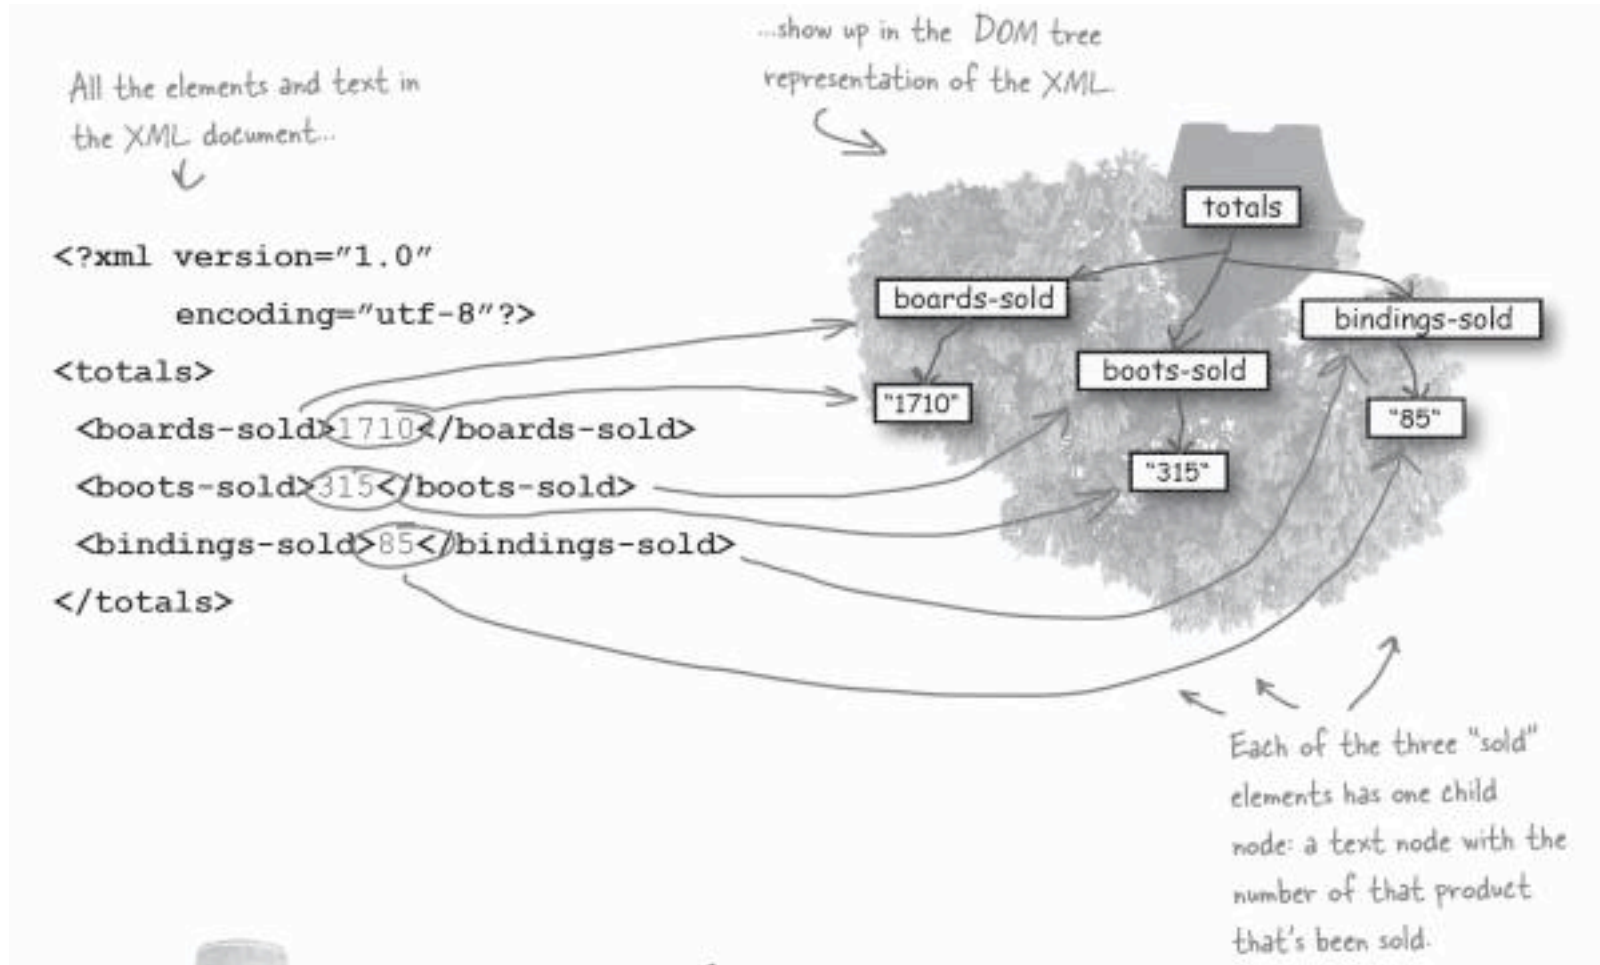 All the elements and text in
the XML document...
...show up in the DOM tree
representation of the XML.
<?xml version="1.0"
encoding="utf-8"?>
<totals>
<boards-sold>1710</boards-sold>
<boots-sold>315</boots-sold>
<bindings-sold>85</bindings-sold>
</totals>
totals
boards-sold
bindings-sold
boots-sold
"1710"
"85"
"315"
Each of the three "sold"
elements has one child
node: a text node with the
number of that product
that's been sold.